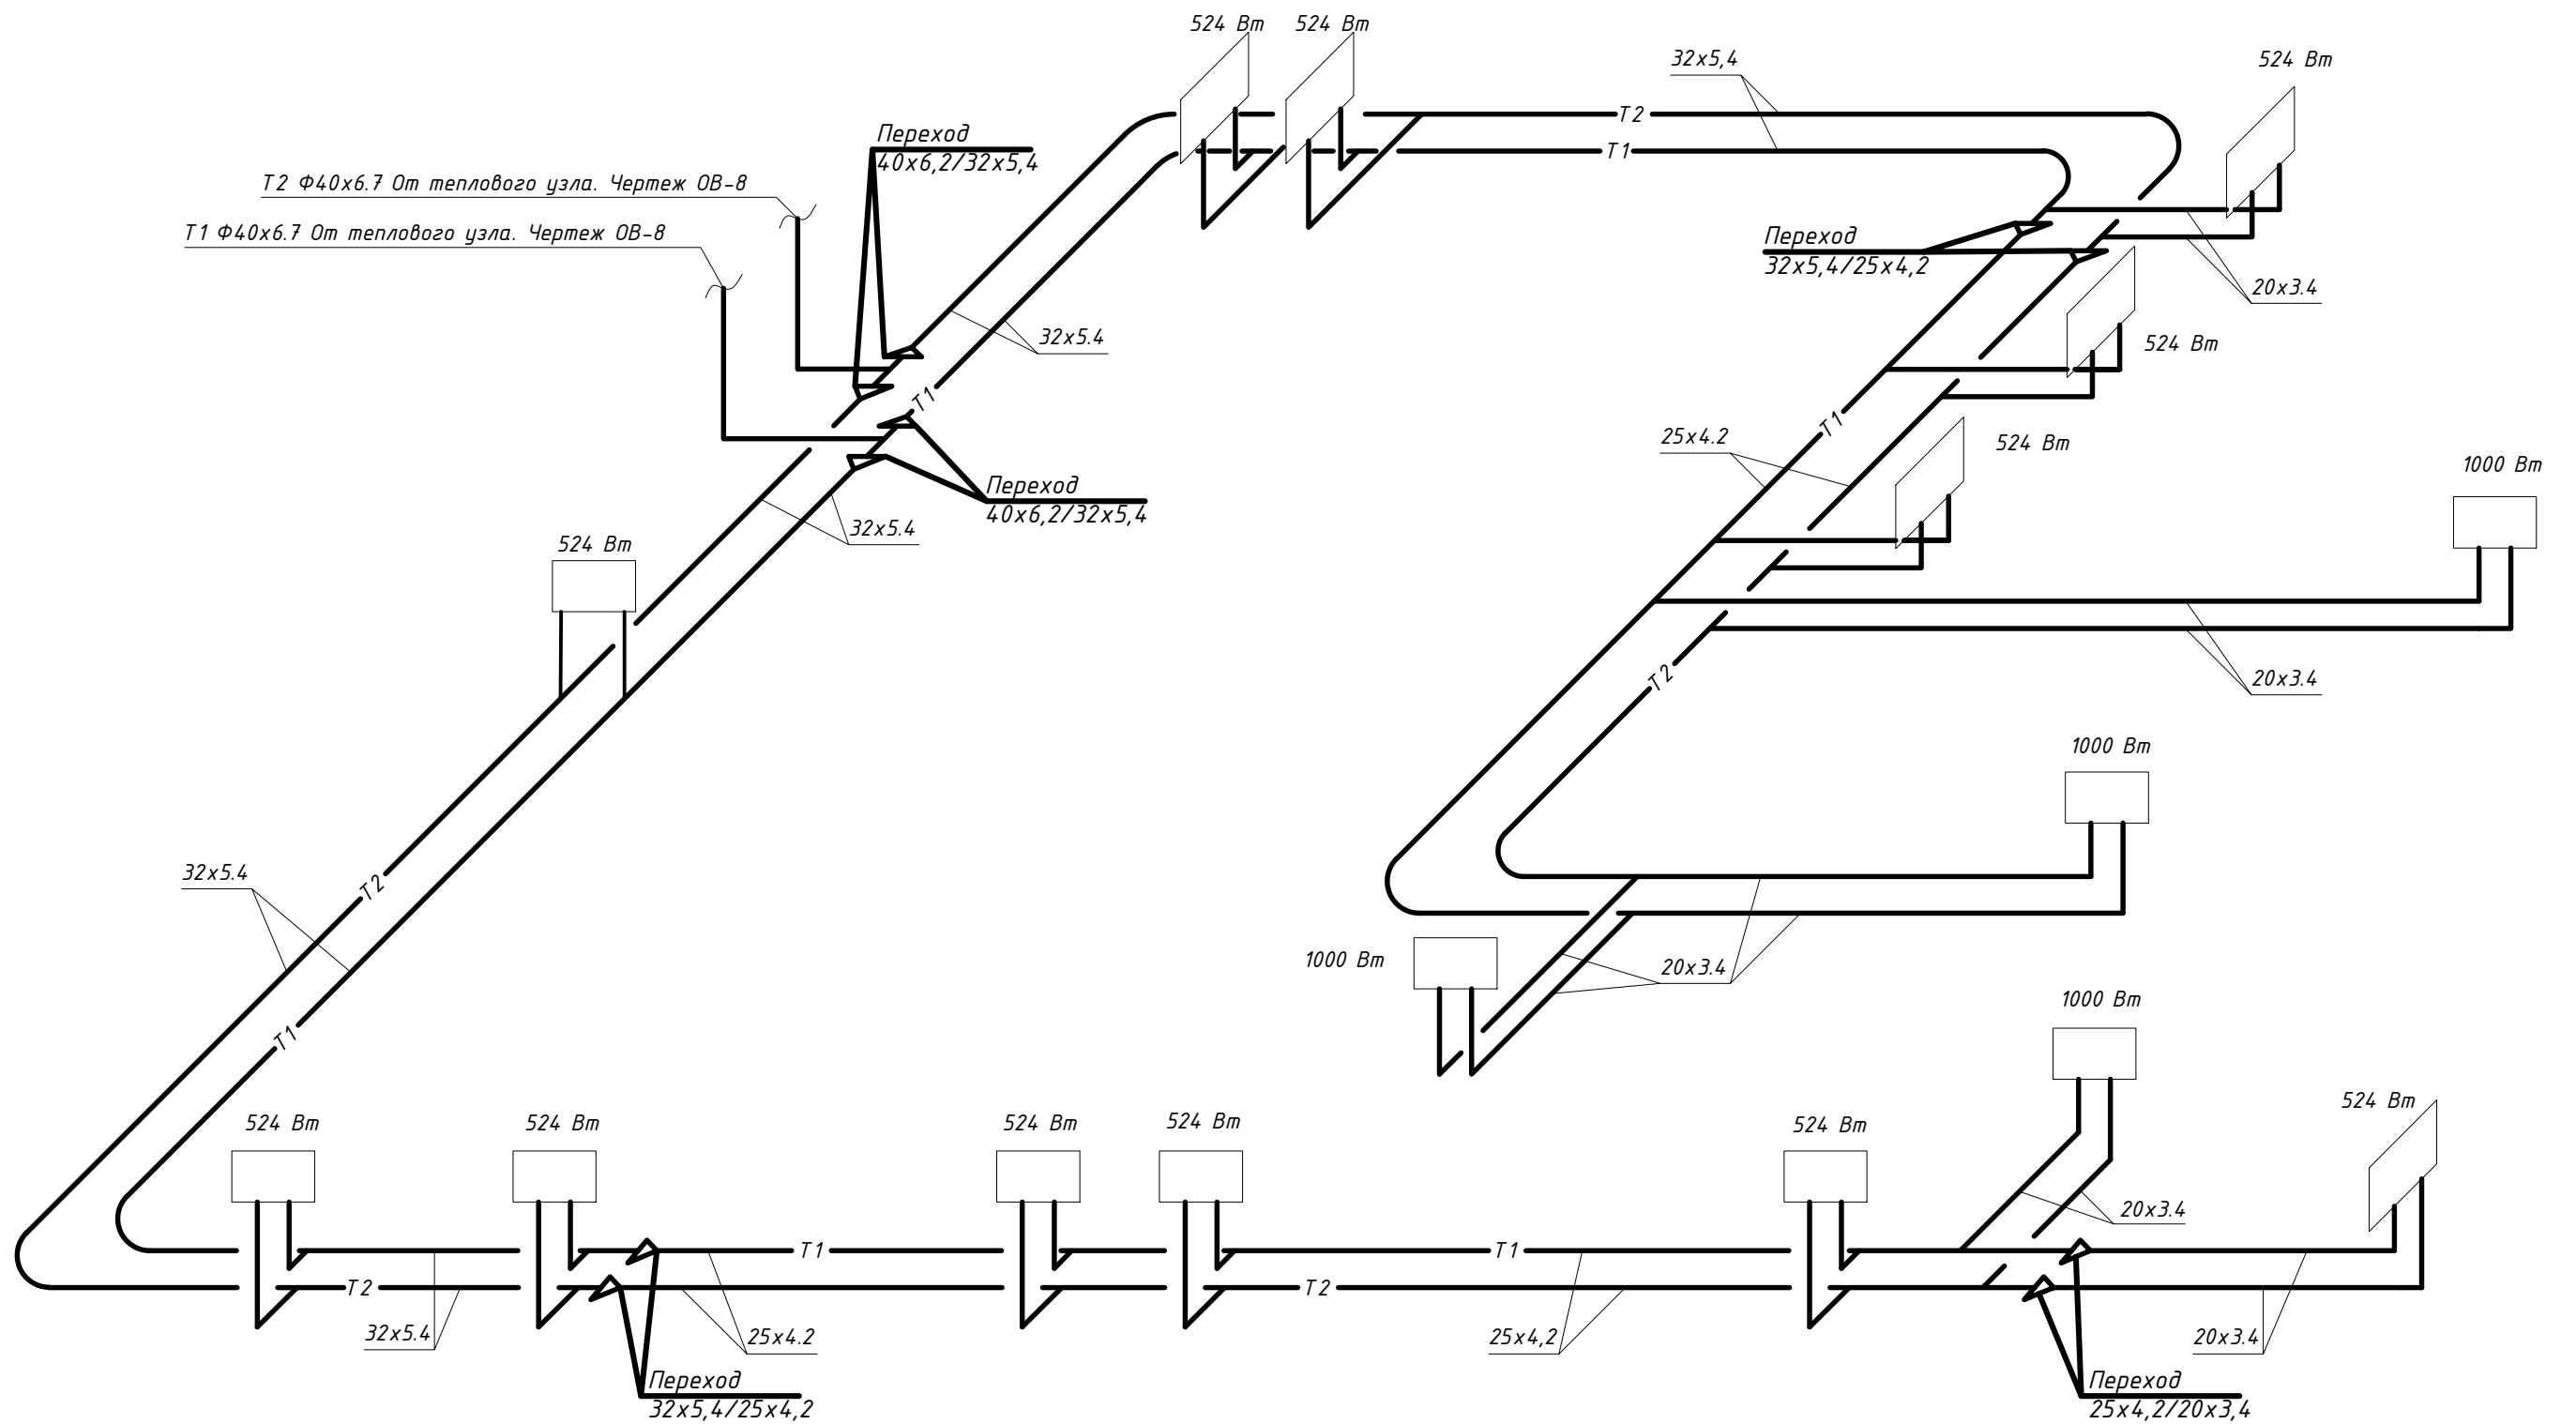 524 Вт
524 Вт
32х5,4
524 Вт
Т2
Переход
40х6,2/32х5,4
Т1
Т2 Ф40х6.7 От теплового узла. Чертеж ОВ-8
Т1 Ф40х6.7 От теплового узла. Чертеж ОВ-8
Переход
32х5,4/25х4,2
20х3.4
32х5.4
524 Вт
Т1
Т1
25х4.2
524 Вт
1000 Вт
Переход
40х6,2/32х5,4
32х5.4
524 Вт
Т2
20х3.4
1000 Вт
32х5.4
Т2
1000 Вт
20х3.4
1000 Вт
Т1
524 Вт
524 Вт
524 Вт
524 Вт
524 Вт
524 Вт
20х3.4
Т1
Т1
Т2
Т2
32х5.4
25х4.2
25х4,2
20х3.4
Переход
32х5,4/25х4,2
Переход
25х4,2/20х3,4